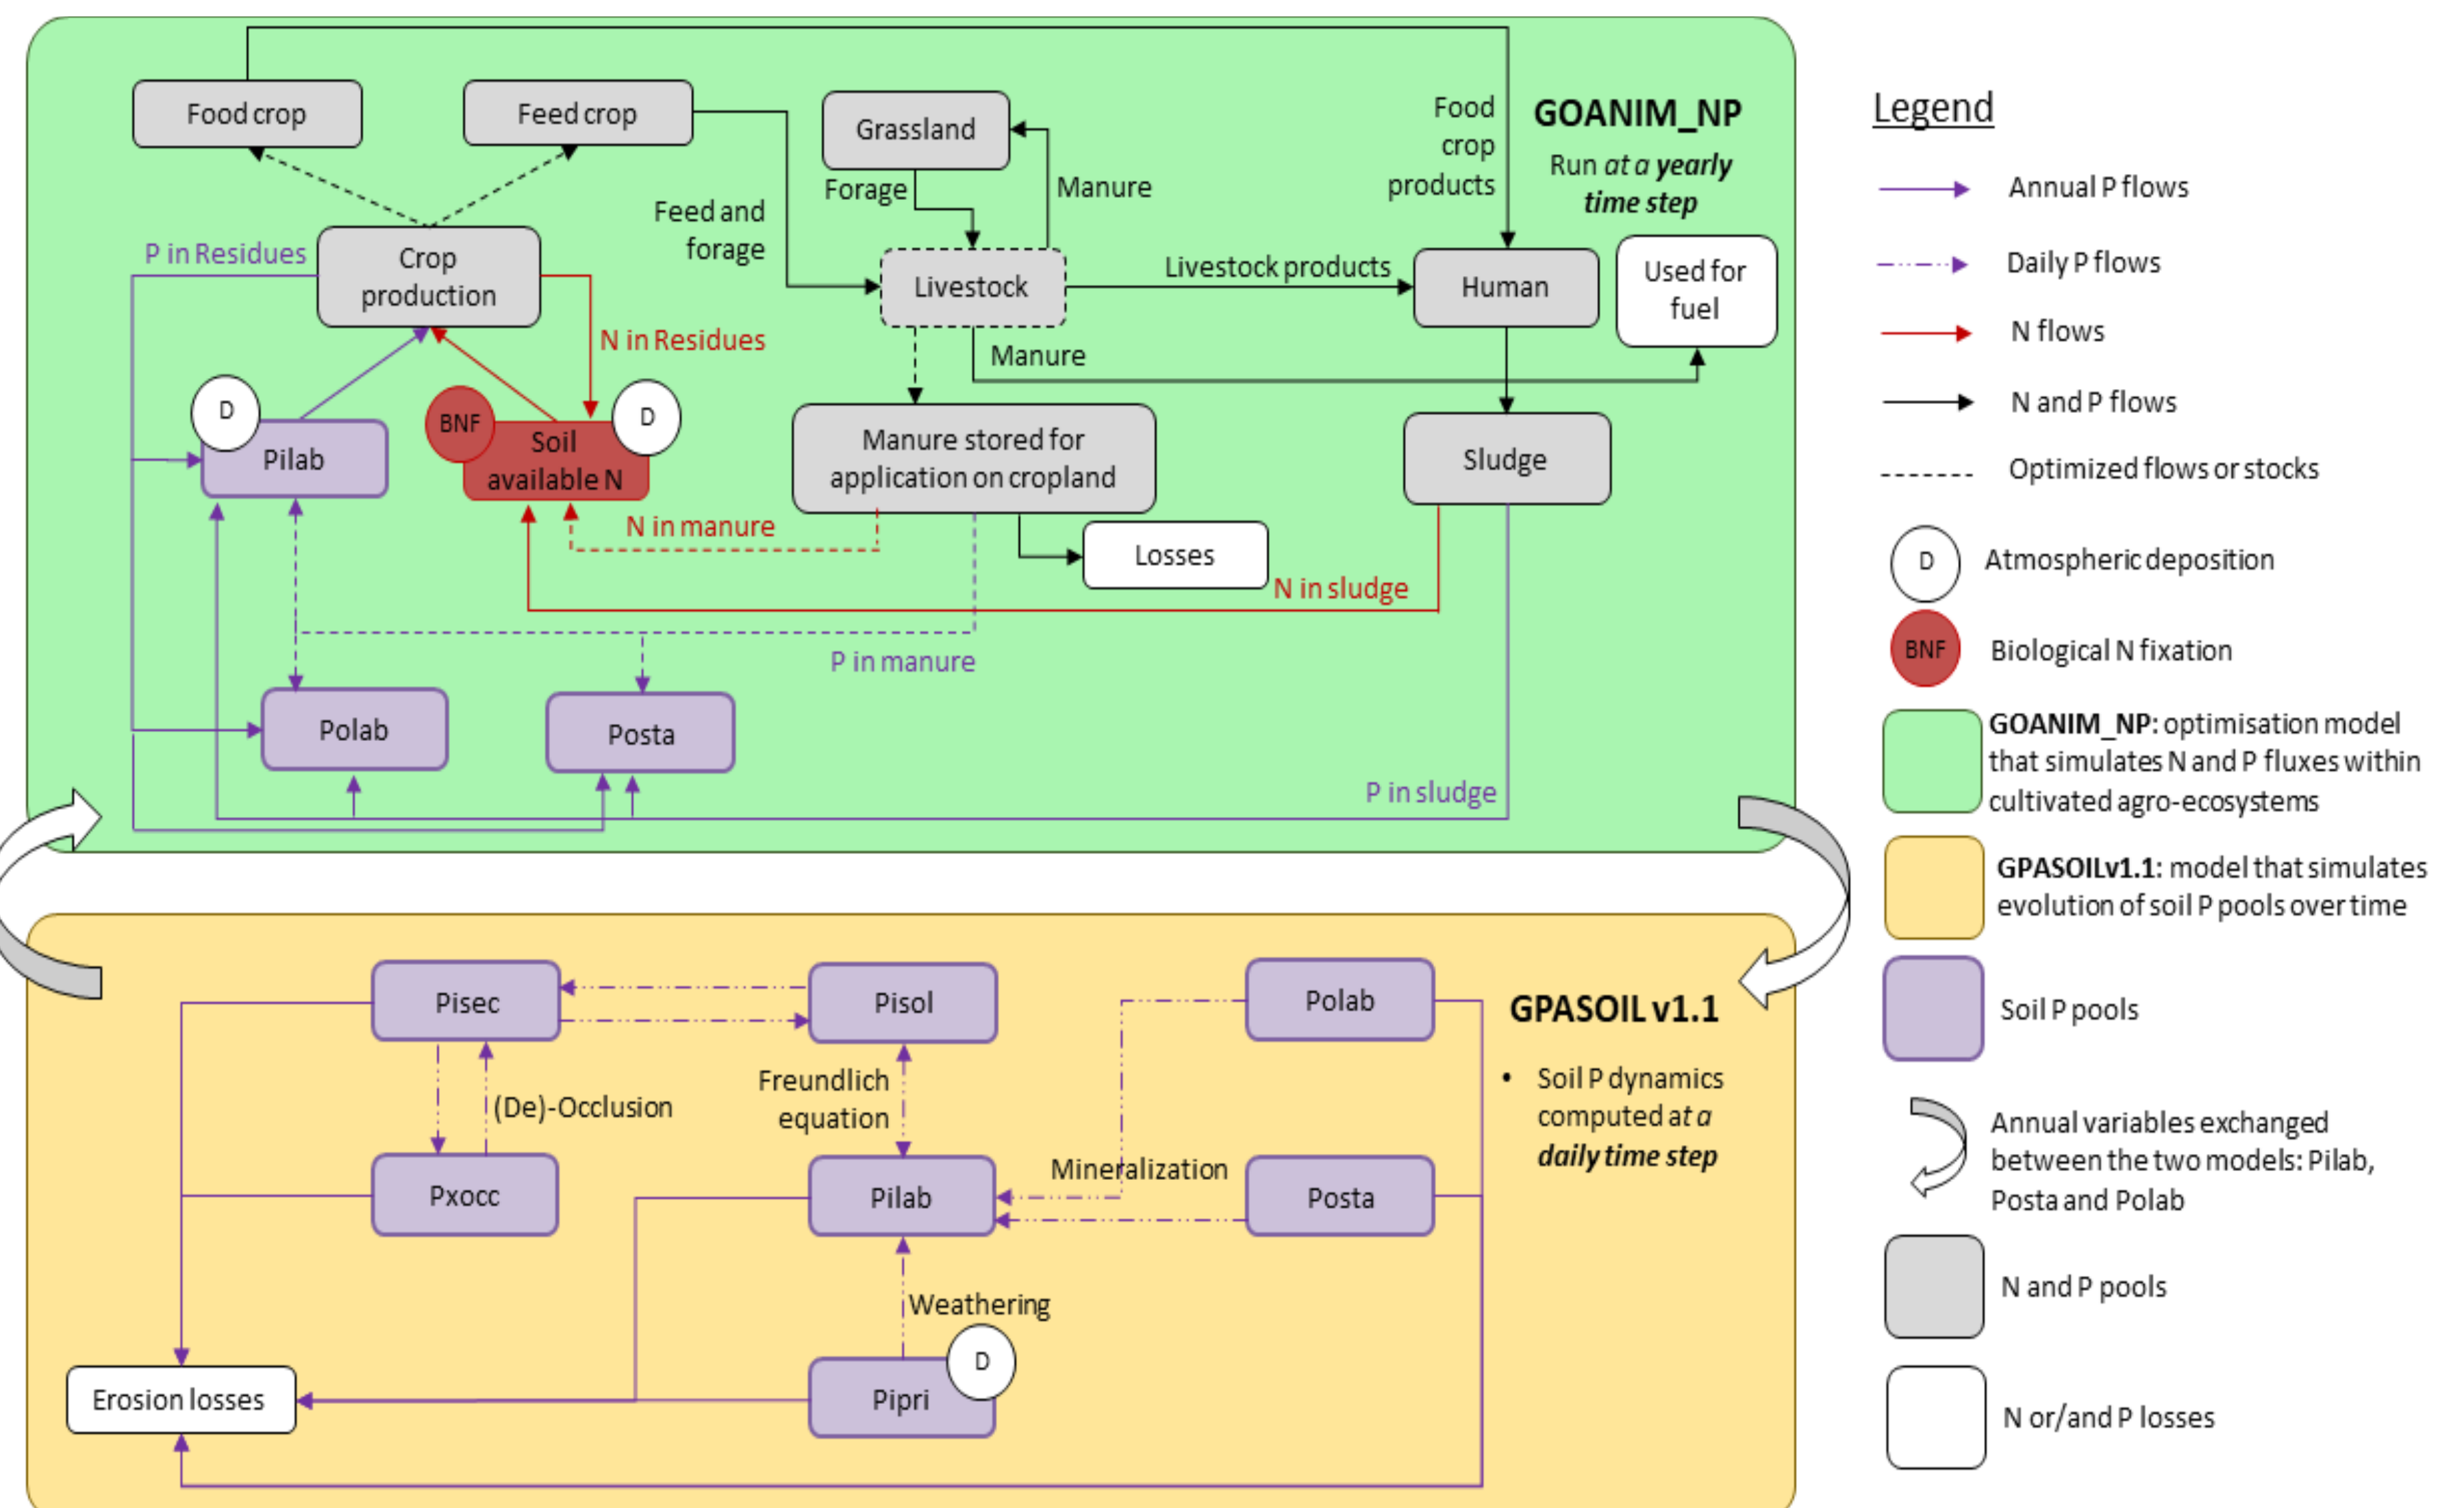 Food crop
Feed crop
Grassland
Food
crop
products
GOANIM_NP
Run at a yearly
time step
Forage
Manure
Feed and
forage
P in Residues
Crop
production
Livestock
Livestock products
Human
Used for
fuel
N in Residues
Manure
D
Pilab
BNF
Soil
available N
D
Manure stored for
application on cropland
Sludge
N in manure
Losses
N in sludge
P in manure
Polab
Posta
P in sludge
Pisec
Pisol
Polab
GPASOIL v1.1
• Soil P dynamics
computed at a
daily time step
(De)-Occlusion
Freundlich
equation
Mineralization
Pxocc
Pilab
Posta
Weathering
D
Erosion losses
Pipri
Legend
Annual P flows
Daily P flows
N flows
N and P flows
Optimized flows or stocks
D
Atmospheric deposition
BNF
Biological N fixation
GOANIM_NP: optimisation model
that simulates N and P fluxes within
cultivated agro-ecosystems
GPASOILv1.1: model that simulates
evolution of soil P pools over time
Soil P pools
Annual variables exchanged
between the two models: Pilab,
Posta and Polab
N and P pools
N or/and P losses